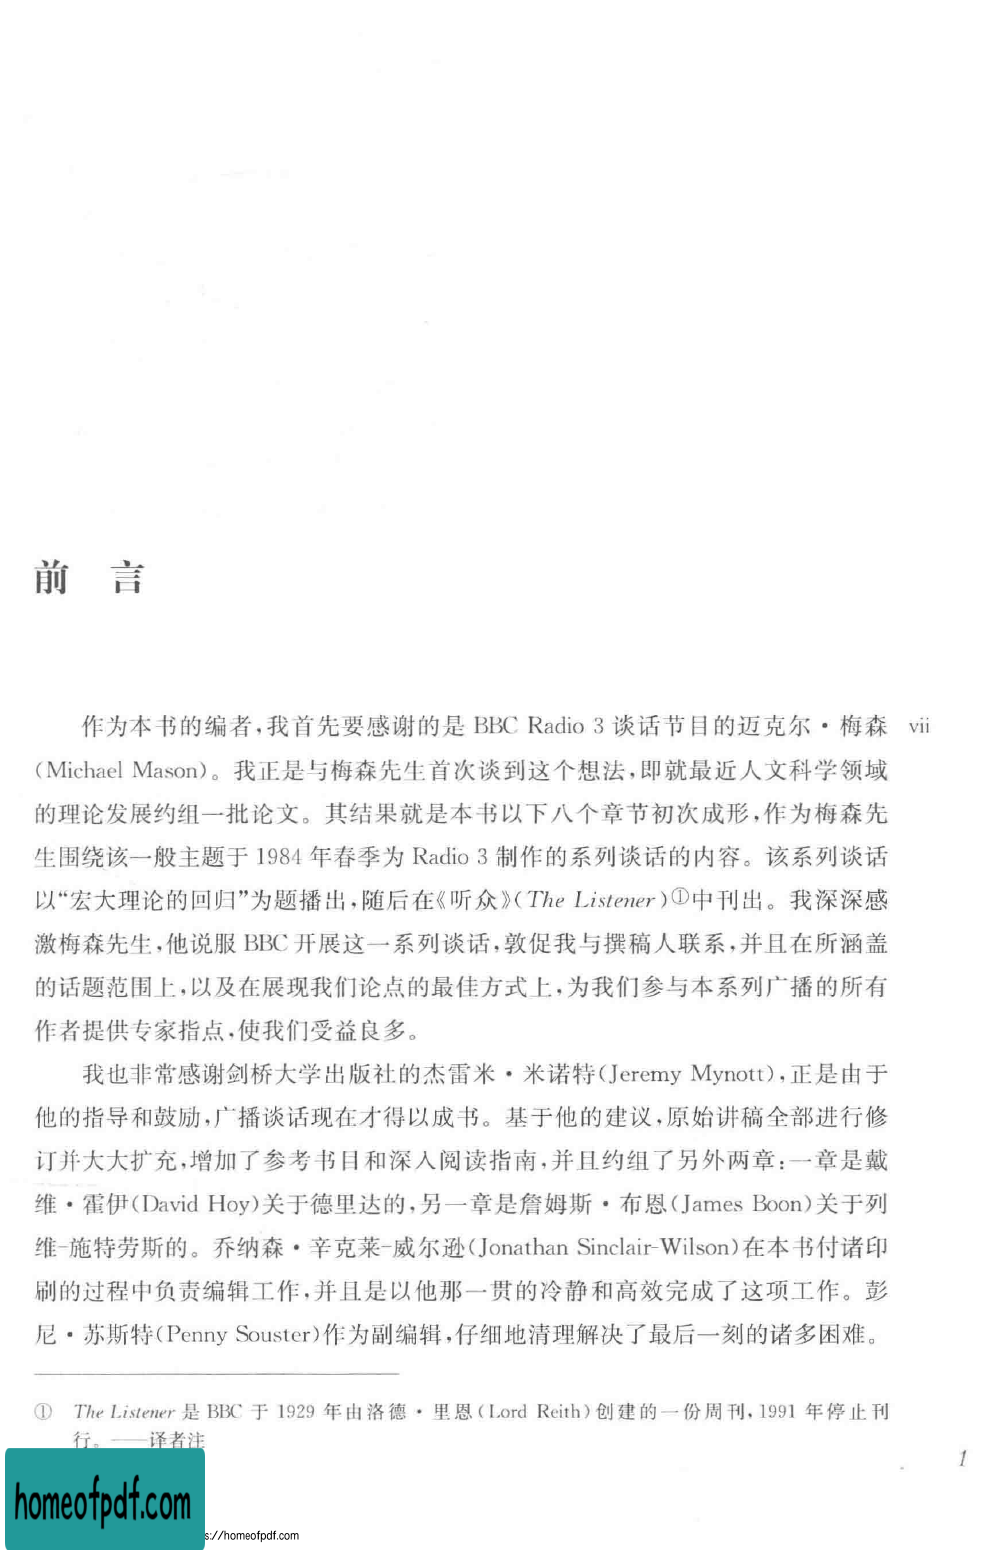 前 言
作为本书的编者,我首先要感谢的是 BBC Radio 3 谈话节目的迈克尔·梅森 vii
(Michael Mason)。我正是与梅森先生首次谈到这个想法,即就最近人文科学领域
的理论发展约组一批论文。其结果就是本书以下八个章节初次成形,作为梅森先
生围绕该一般主题于 1984 年春季为 Radio 3 制作的系列谈话的内容。该系列谈话
以“宏大理论的回归”为题播出,随后在《听众》(The Listener)①中刊出。我深深感
激梅森先生,他说服 BBC 开展这一系列谈话,敦促我与撰稿人联系,并且在所涵盖
的话题范围上,以及在展现我们论点的最佳方式上,为我们参与本系列广播的所有
作者提供专家指点,使我们受益良多。
我也非常感谢剑桥大学出版社的杰雷米·米诺特(Jeremy Mynott),正是由于
他的指导和鼓励,广播谈话现在才得以成书。基于他的建议,原始讲稿全部进行修
订并大大扩充,增加了参考书目和深入阅读指南,并且约组了另外两章:一章是戴
维·霍伊(David Hoy)关于德里达的,另一章是詹姆斯·布恩(James Boon)关于列
维-施特劳斯的。乔纳森·辛克莱-威尔逊(Jonathan Sinclair-Wilson)在本书付诸印
刷的过程中负责编辑工作,并且是以他那一贯的冷静和高效完成了这项工作。彭
尼·苏斯特(Penny Souster)作为副编辑,仔细地清理解决了最后一刻的诸多困难。
① The Listener 是 BBC 于 1929 年由洛德·里恩(Lord Reith)创建的一份周刊,1991 年停止刊
行。——译者注
1
homeofpdf.com
s://homeofpdf.com